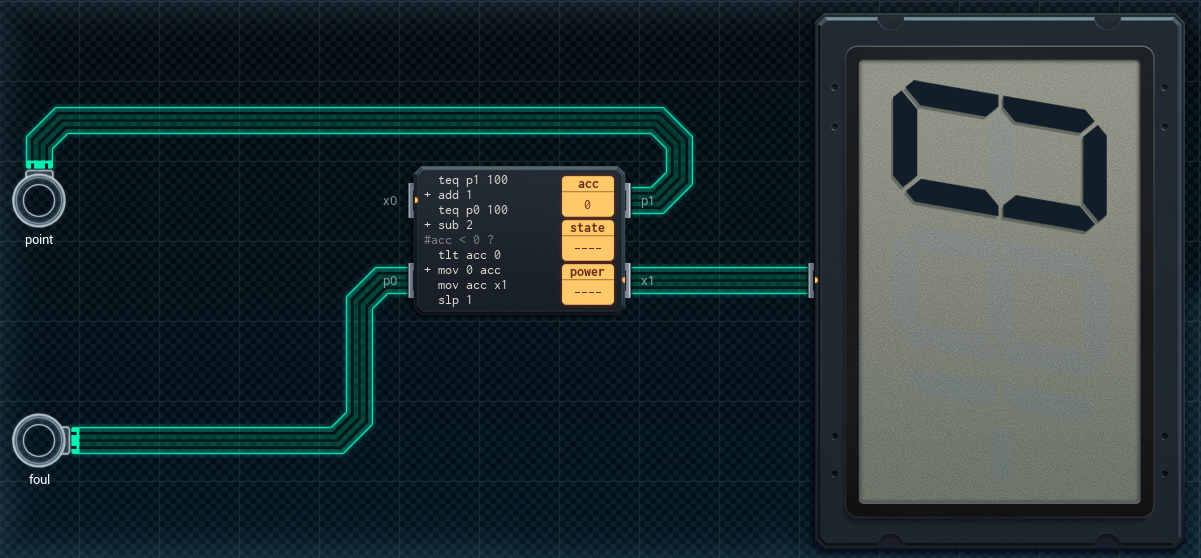 point
foul
x0
p0
teq p1 100
+ add 1
teq p0 100
+ sub 2
#acc < 0 ?
tlt acc 0
+ mov 0 acc
mov acc x1
slp 1
acc
0
state
----
power
----
p1
x1
0